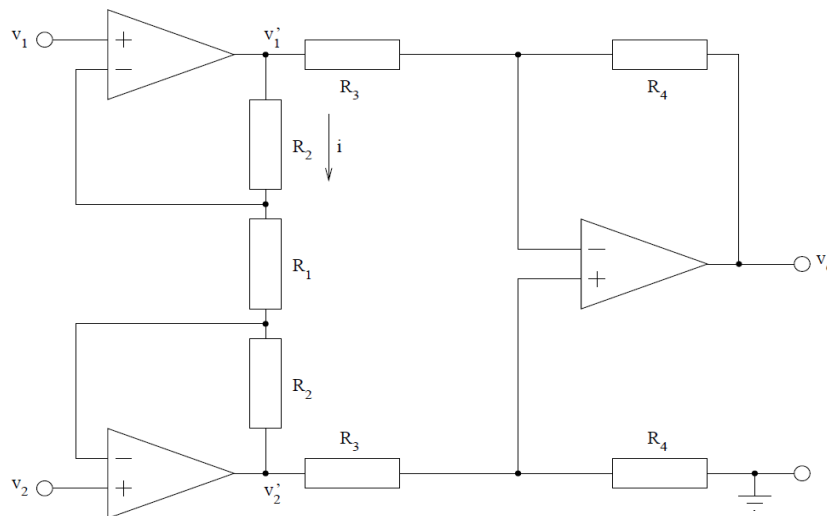 v1 + v1' R3 R4
−
R2 i
R1
−
+
R2
R3 R4
−
v2 + v2'